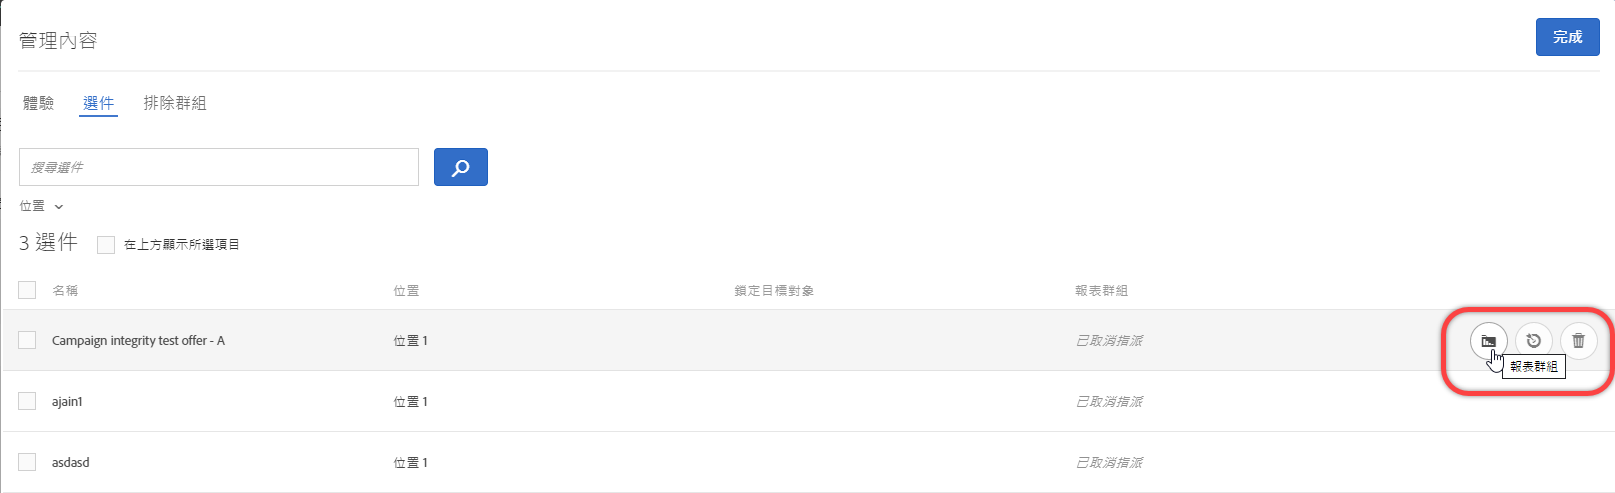 管理內容
完成
體驗 選件 排除群組
搜尋選件
位置
3 選件 在上方顯示所選項目
名稱 位置 鎖定目標對象 報表群組
Campaign integrity test offer - A 位置 1 已取消指派
報表群組
ajain1 位置 1 已取消指派
asdasd 位置 1 已取消指派